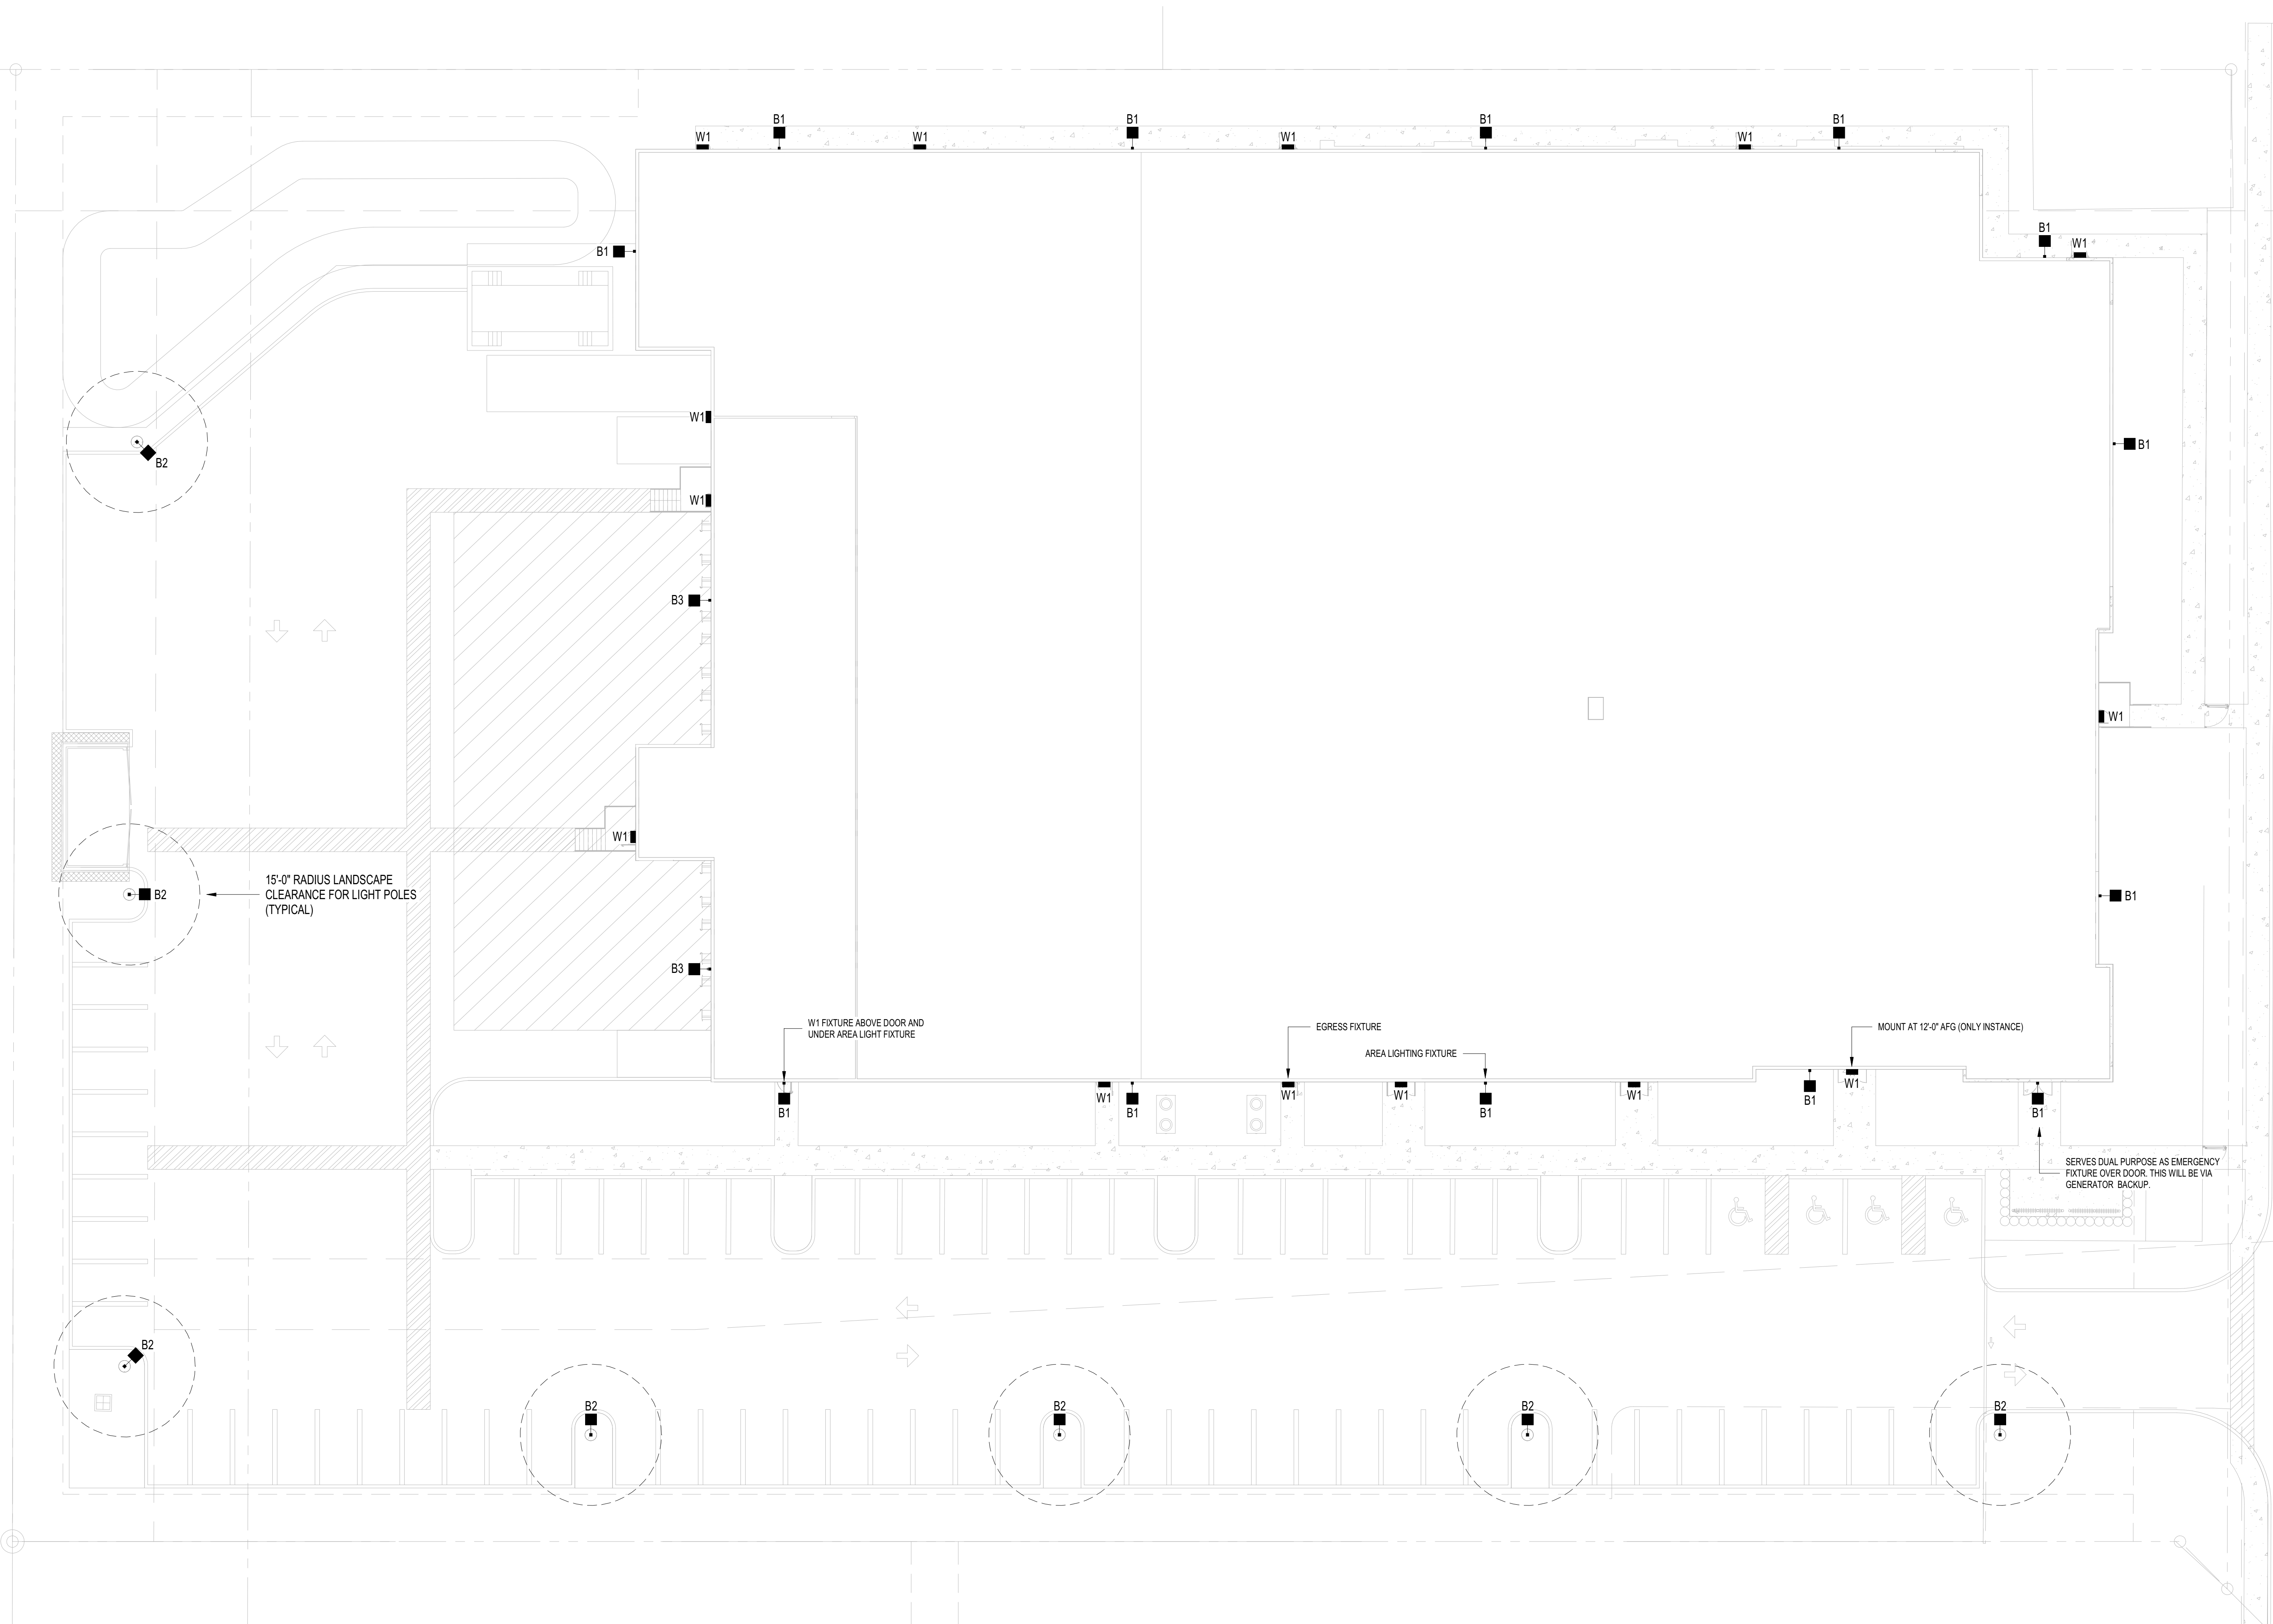 B1
B1
B1
B1
W1
W1
W1
W1
B1
W1
B1
W1
B1
B2
W1
B3
W1
W1
B2
15'-0" RADIUS LANDSCAPE
CLEARANCE FOR LIGHT POLES
(TYPICAL)
B1
B3
W1 FIXTURE ABOVE DOOR AND
UNDER AREA LIGHT FIXTURE
EGRESS FIXTURE
AREA LIGHTING FIXTURE
MOUNT AT 12'-0" AFG (ONLY INSTANCE)
B1
W1
B1
W1
W1
B1
W1
B1
W1
B1
SERVES DUAL PURPOSE AS EMERGENCY
FIXTURE OVER DOOR. THIS WILL BE VIA
GENERATOR BACKUP.
B2
B2
B2
B2
B2
W1